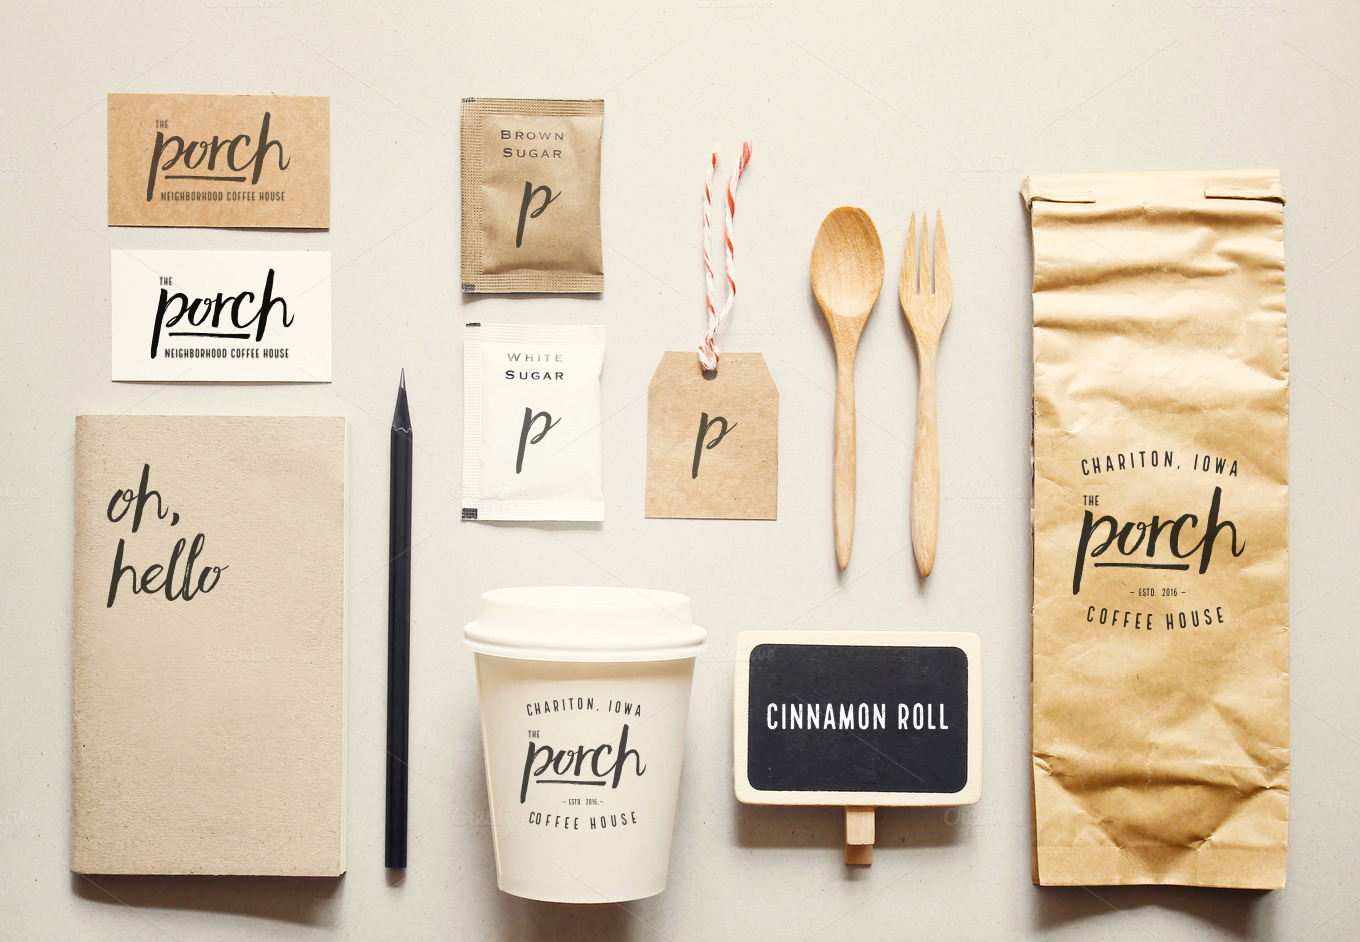 THE
porch
NEIGHBORHOOD COFFEE HOUSE
THE
porch
NEIGHBORHOOD COFFEE HOUSE
BROWN
SUGAR
p
WHITE
SUGAR
p
p
oh,
hello
CHARITON, IOWA
THE
porch
– ESTD. 2016 –
COFFEE HOUSE
CINNAMON ROLL
CHARITON, IOWA
THE
porch
– ESTD. 2016 –
COFFEE HOUSE